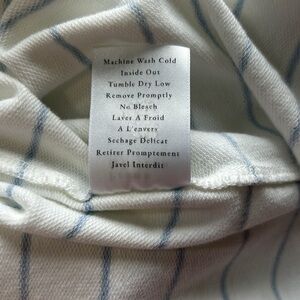 Machine Wash Cold
Inside Out
Tumble Dry Low
Remove Promptly
No Bleach
Laver A Froid
A L'envers
Sechage Delicat
Retirer Promptement
Javel Interdit